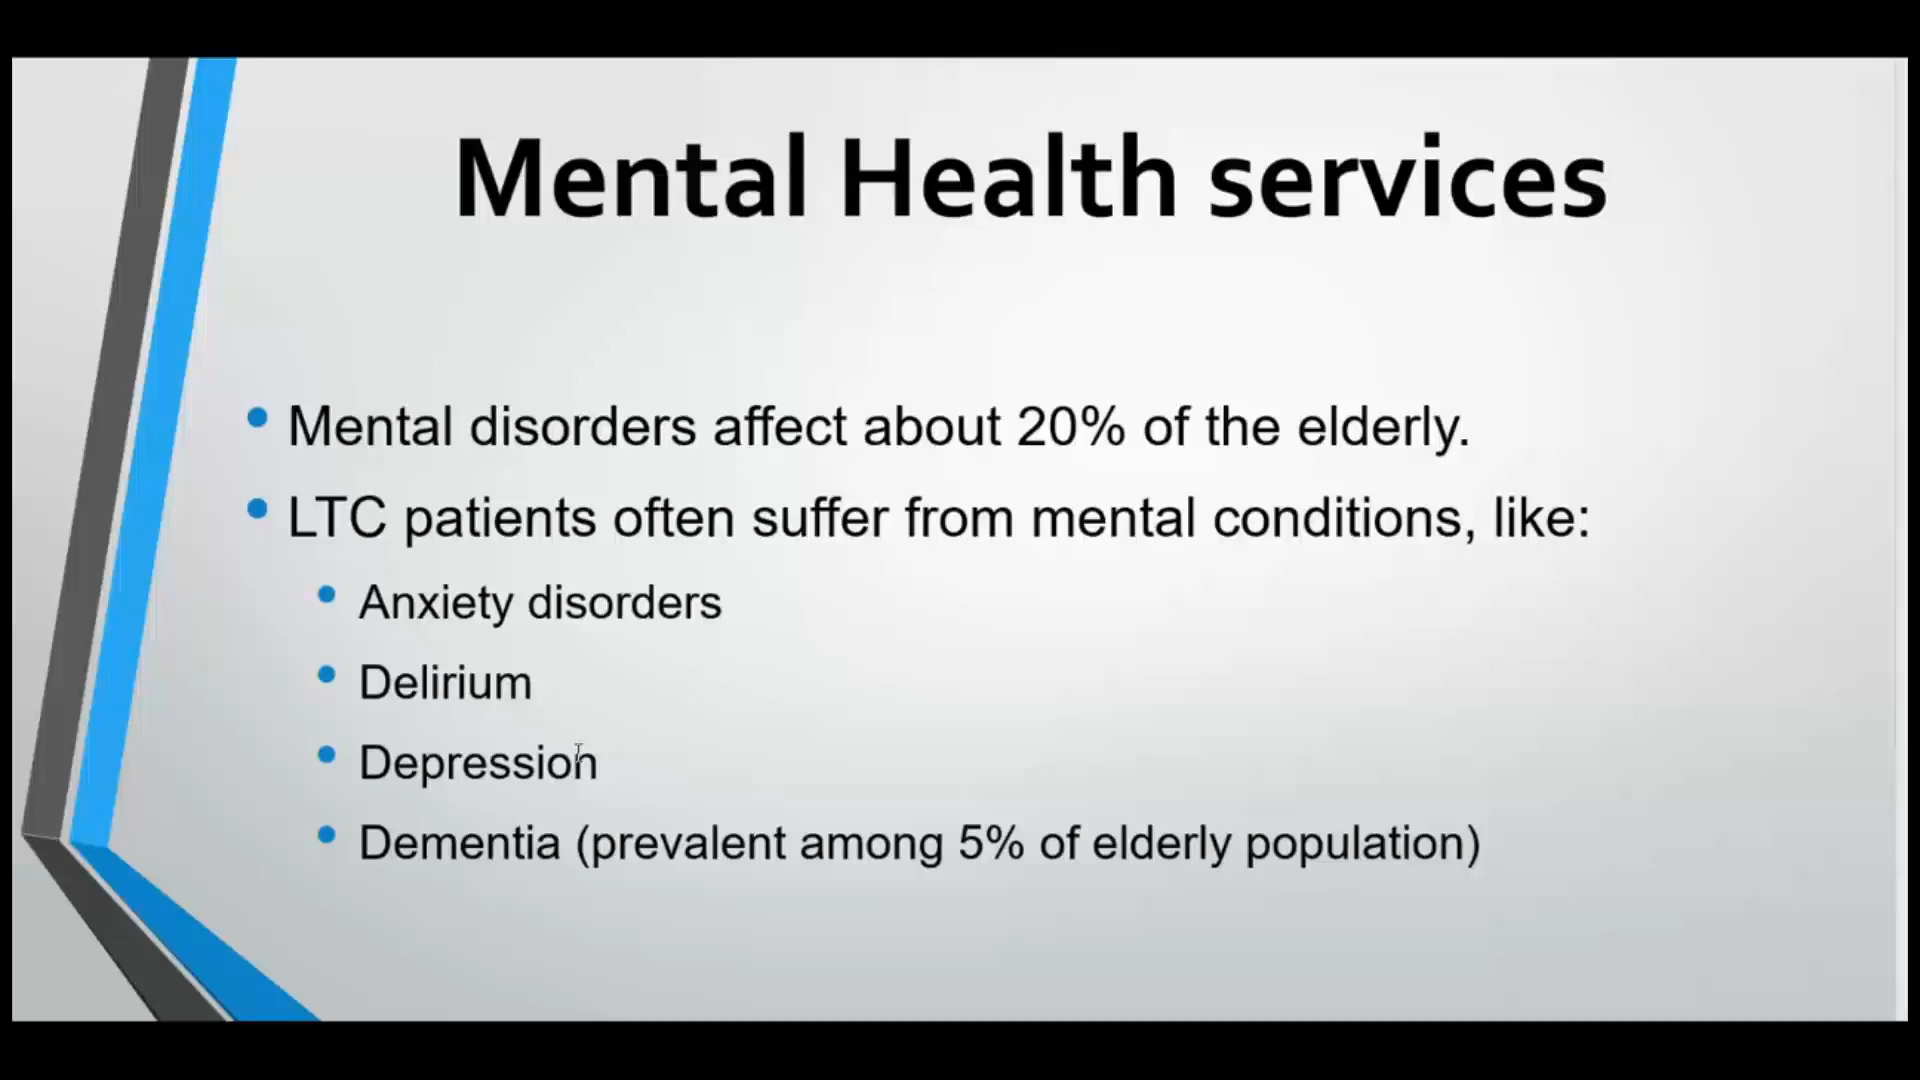 Mental Health services
• Mental disorders affect about 20% of the elderly.
• LTC patients often suffer from mental conditions, like:
• Anxiety disorders
• Delirium
• Depression
• Dementia (prevalent among 5% of elderly population)